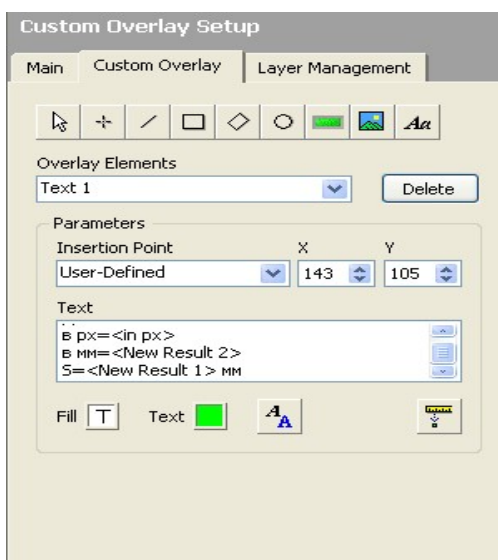 Custom Overlay Setup
Main Custom Overlay Layer Management
Aa
Overlay Elements
Text 1 Delete
Parameters
Insertion Point X Y
User-Defined 143 105
Text
в px=<in px>
в мм=<New Result 2>
S=<New Result 1> мм
Fill T Text A A